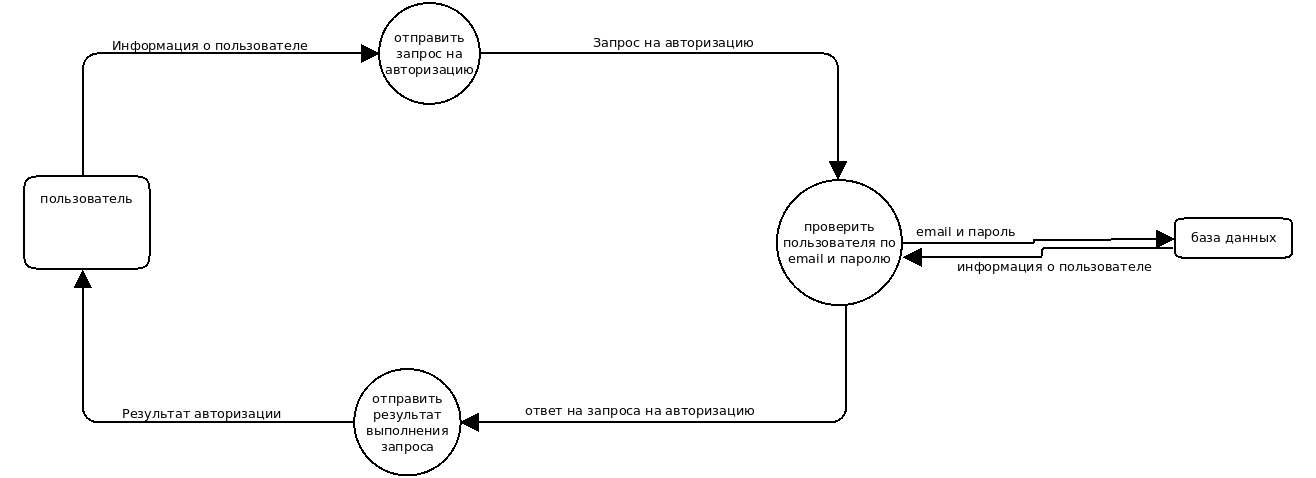 Информация о пользователе
отправить
запрос на
авторизацию
Запрос на авторизацию
пользователь
проверить
пользователя по
email и паролю
email и пароль
информация о пользователе
база данных
Результат авторизации
отправить
результат
выполнения
запроса
ответ на запроса на авторизацию